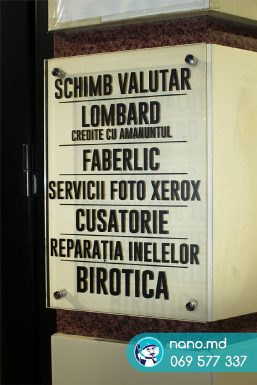 SCHIMB VALUTAR
LOMBARD
CREDITE CU AMANUNTUL
FABERLIC
SERVICII FOTO XEROX
CUSATORIE
REPARAȚIA INELELOR
BIROTICA
nano.md
069 577 337